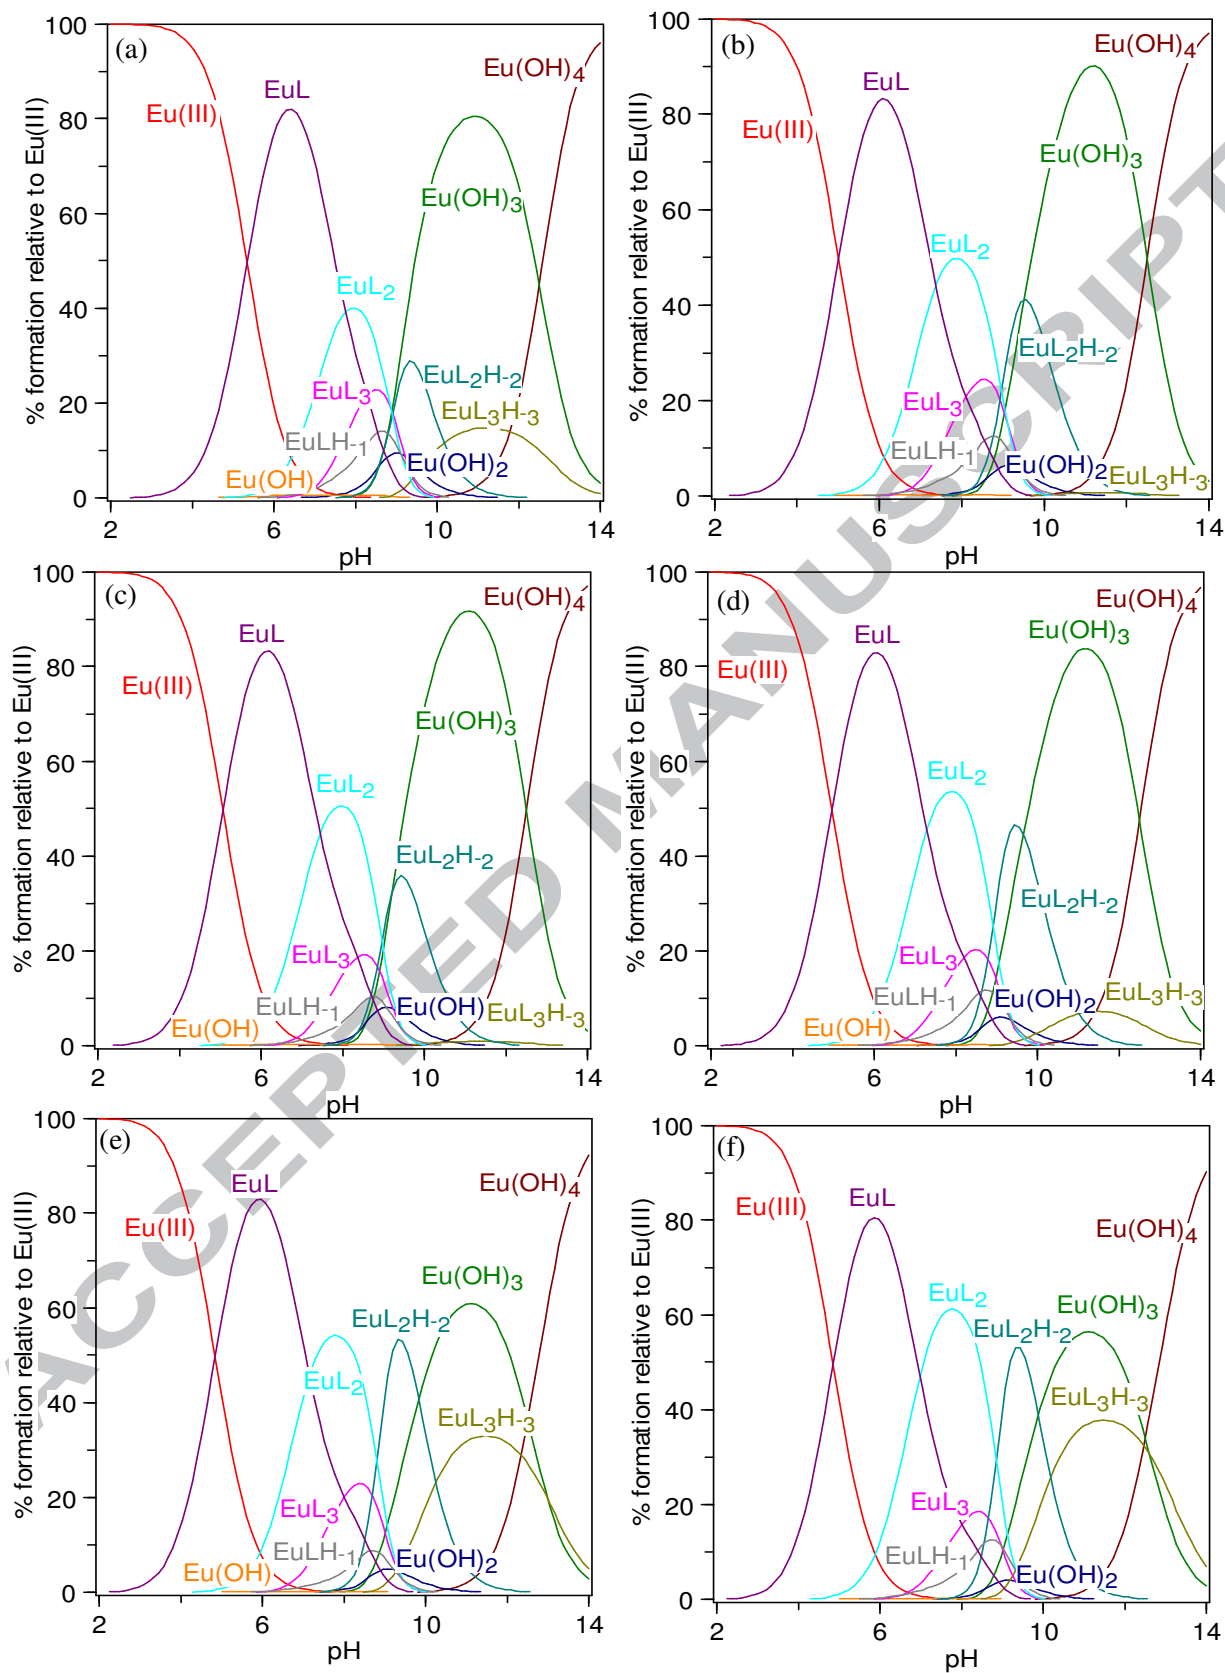 (a)
% formation relative to Eu(III)
100
80
60
40
20
0
Eu(III)
EuL
Eu(OH)4
Eu(OH)3
EuL2
EuL3
EuL2H-2
EuL3H-3
EuLH-1
Eu(OH)2
Eu(OH)
2 6 10 14
pH
(b)
% formation relative to Eu(III)
100
80
60
40
20
0
Eu(OH)4
EuL
Eu(III)
Eu(OH)3
EuL2
EuL2H-2
EuL3
EuLH-1
Eu(OH)2
EuL3H-3
2 6 10 14
pH
(c)
% formation relative to Eu(III)
100
80
60
40
20
0
Eu(OH)4
EuL
Eu(III)
Eu(OH)3
EuL2
EuL2H-2
EuL3
EuLH-1
Eu(OH)
Eu(OH)
EuL3H-3
2 6 10 14
pH
(d)
% formation relative to Eu(III)
100
80
60
40
20
0
Eu(OH)4
Eu(OH)3
EuL
Eu(III)
EuL2
EuL2H-2
EuL3
EuLH-1
Eu(OH)2
EuL3H-3
Eu(OH)
2 6 10 14
pH
(e)
% formation relative to Eu(III)
100
80
60
40
20
0
EuL
Eu(OH)4
Eu(III)
Eu(OH)3
EuL2H-2
EuL2
EuL3H-3
EuL3
EuLH-1
Eu(OH)2
Eu(OH)
2 6 10 14
pH
(f)
% formation relative to Eu(III)
100
80
60
40
20
0
EuL
Eu(III)
Eu(OH)4
EuL2
Eu(OH)3
EuL2H-2
EuL3H-3
EuL3
EuLH-1
Eu(OH)2
2 6 10 14
pH
ACCEPTED MANUSCRIPT